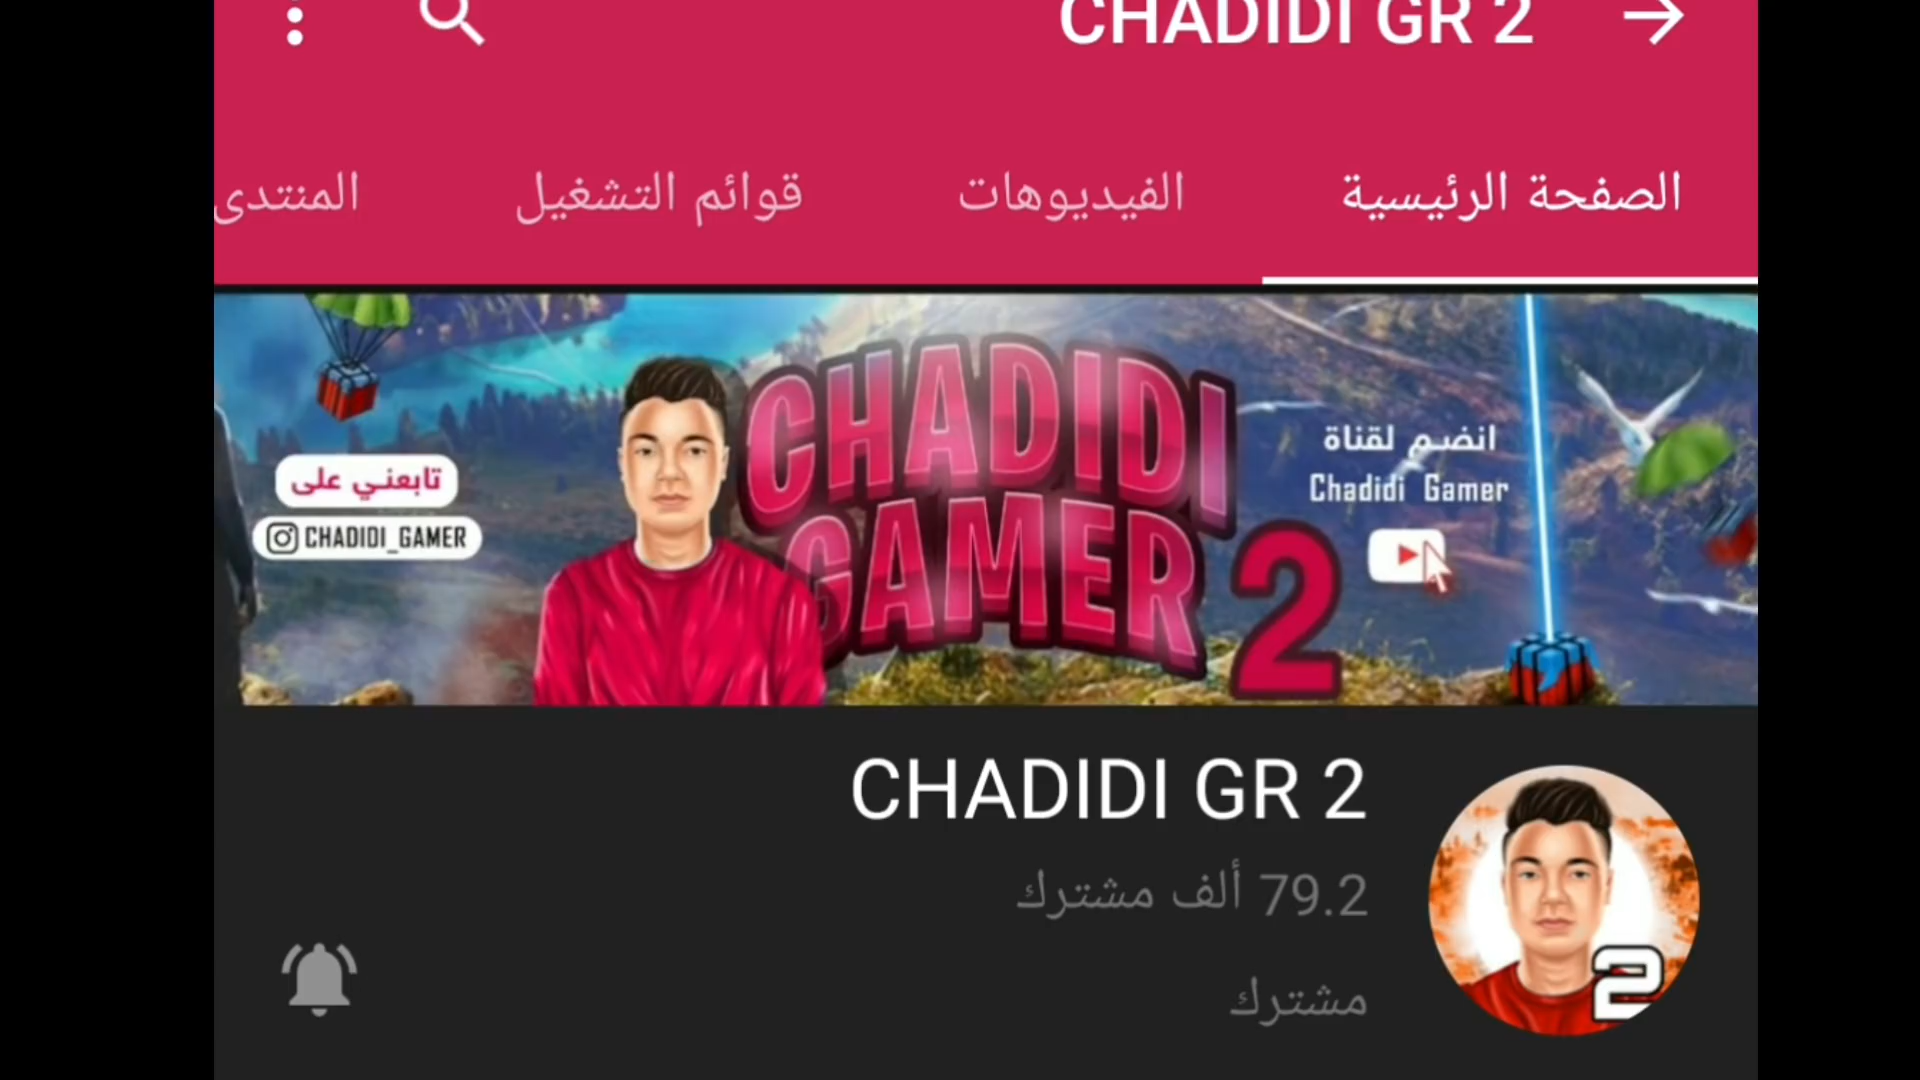 CHADIDI GR 2
الصفحة الرئيسية
الفيديوهات
قوائم التشغيل
المنتدى
تابعني على
CHADIDI_GAMER
CHADIDI
GAMER 2
انضم لقناة
Chadidi Gamer
CHADIDI GR 2
79.2 ألف مشترك
مشترك
2